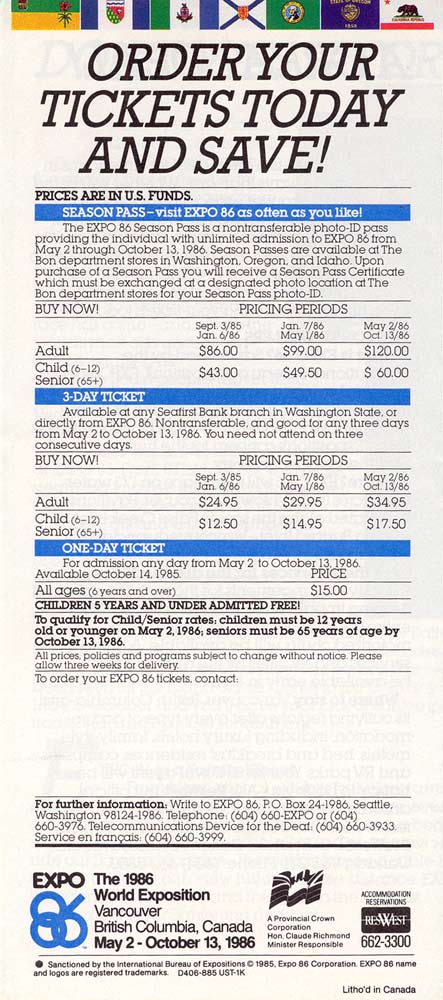 STATE OF OREGON
1859
CALIFORNIA REPUBLIC
ORDER YOUR
TICKETS TODAY
AND SAVE!
PRICES ARE IN U.S. FUNDS.
SEASON PASS–visit EXPO 86 as often as you like!
The EXPO 86 Season Pass is a nontransferable photo-ID pass
providing the individual with unlimited admission to EXPO 86 from
May 2 through October 13, 1986. Season Passes are available at The
Bon department stores in Washington, Oregon, and Idaho. Upon
purchase of a Season Pass you will receive a Season Pass Certificate
which must be exchanged at a designated photo location at The
Bon department stores for your Season Pass photo-ID.
BUY NOW! PRICING PERIODS
Sept. 3/85 Jan. 7/86 May 2/86
Jan. 6/86 May 1/86 Oct. 13/86
Adult $86.00 $99.00 $120.00
Child (6–12)
Senior (65+) $43.00 $49.50 $ 60.00
3-DAY TICKET
Available at any Seafirst Bank branch in Washington State, or
directly from EXPO 86. Nontransferable, and good for any three days
from May 2 to October 13, 1986. You need not attend on three
consecutive days.
BUY NOW! PRICING PERIODS
Sept. 3/85 Jan. 7/86 May 2/86
Jan. 6/86 May 1/86 Oct. 13/86
Adult $24.95 $29.95 $34.95
Child (6–12)
Senior (65+) $12.50 $14.95 $17.50
ONE-DAY TICKET
For admission any day from May 2 to October 13, 1986.
Available October 14, 1985. PRICE
All ages (6 years and over) $15.00
CHILDREN 5 YEARS AND UNDER ADMITTED FREE!
To qualify for Child/Senior rates: children must be 12 years
old or younger on May 2, 1986; seniors must be 65 years of age by
October 13, 1986.
All prices, policies and programs subject to change without notice. Please
allow three weeks for delivery.
To order your EXPO 86 tickets, contact:
For further information: Write to EXPO 86, P.O. Box 24-1986, Seattle,
Washington 98124-1986. Telephone: (604) 660-EXPO or (604)
660-3976. Telecommunications Device for the Deaf: (604) 660-3933.
Service en français: (604) 660-3999.
EXPO
86
The 1986
World Exposition
Vancouver
British Columbia, Canada
May 2 - October 13, 1986
A Provincial Crown
Corporation
Hon. Claude Richmond
Minister Responsible
ACCOMMODATION
RESERVATIONS
RESWEST
662-3300
● Sanctioned by the International Bureau of Expositions © 1985, Expo 86 Corporation. EXPO 86 name
and logos are registered trademarks. D406-885 UST-1K
Litho'd in Canada